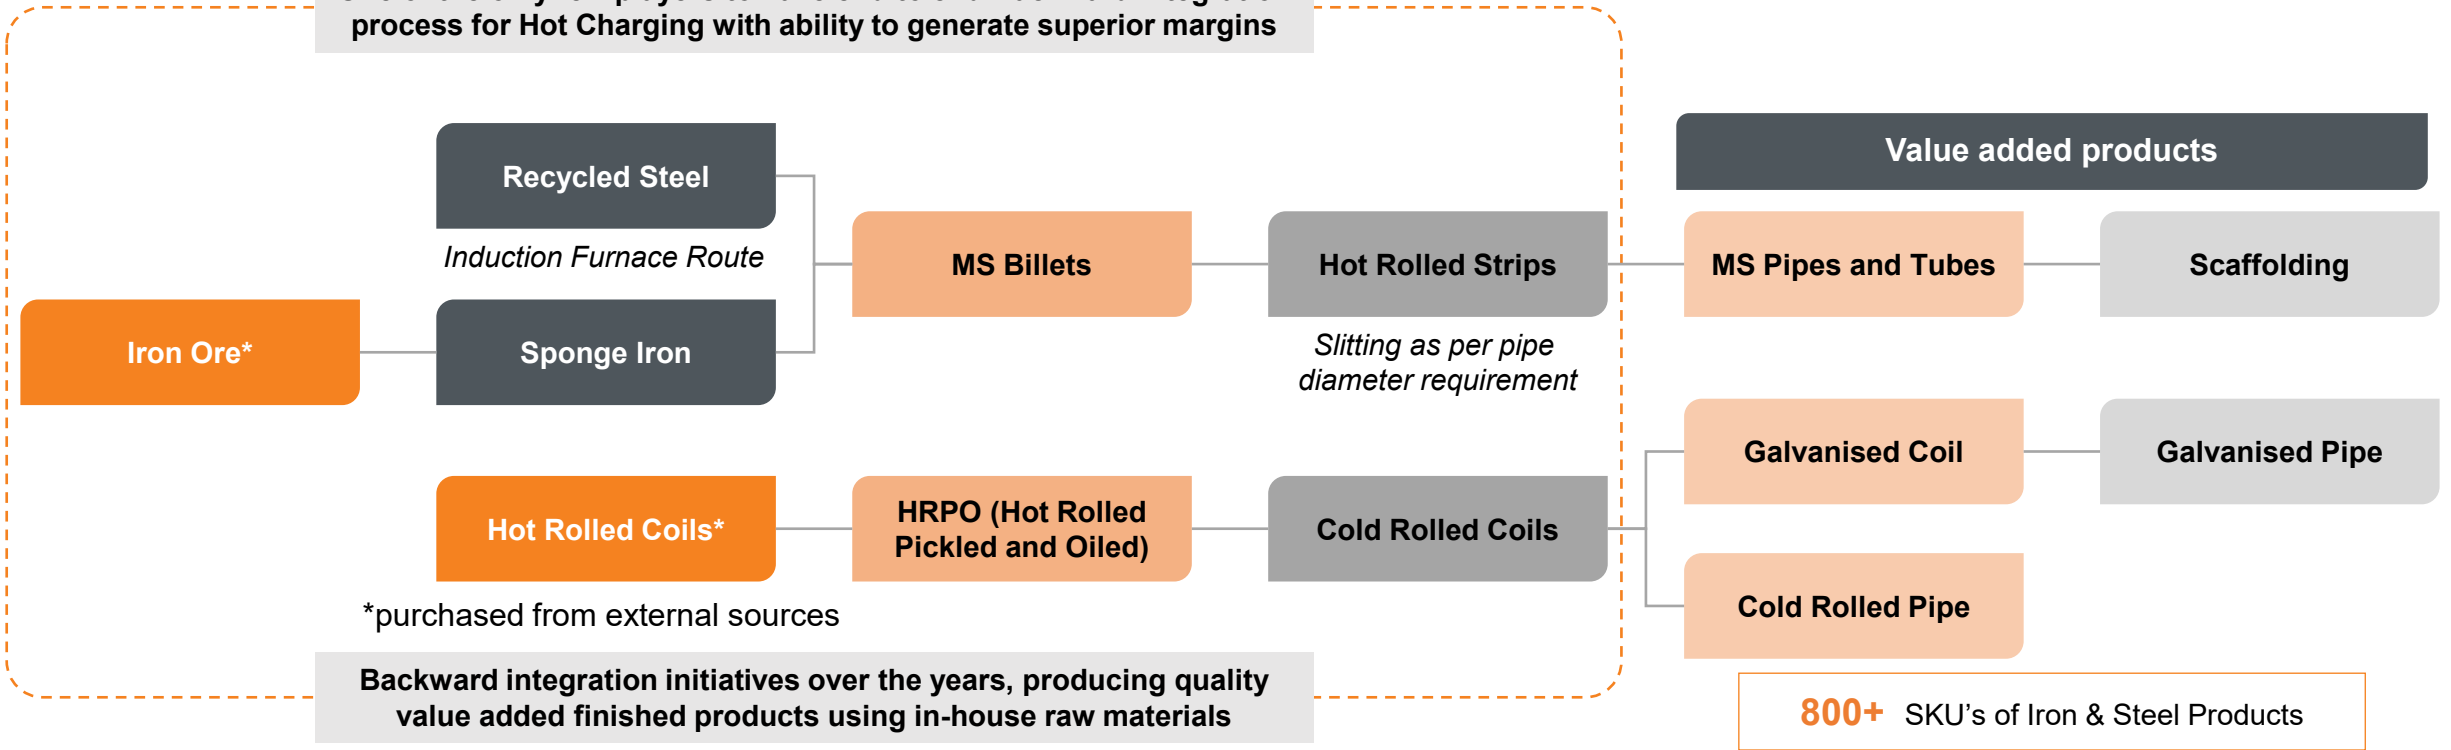 process for Hot Charging with ability to generate superior margins
Value added products
Recycled Steel
Induction Furnace Route
MS Billets
Hot Rolled Strips
MS Pipes and Tubes
Scaffolding
Iron Ore*
Sponge Iron
Slitting as per pipe
diameter requirement
Galvanised Coil
Galvanised Pipe
Hot Rolled Coils*
HRPO (Hot Rolled
Pickled and Oiled)
Cold Rolled Coils
Cold Rolled Pipe
*purchased from external sources
Backward integration initiatives over the years, producing quality
value added finished products using in-house raw materials
800+ SKU's of Iron & Steel Products